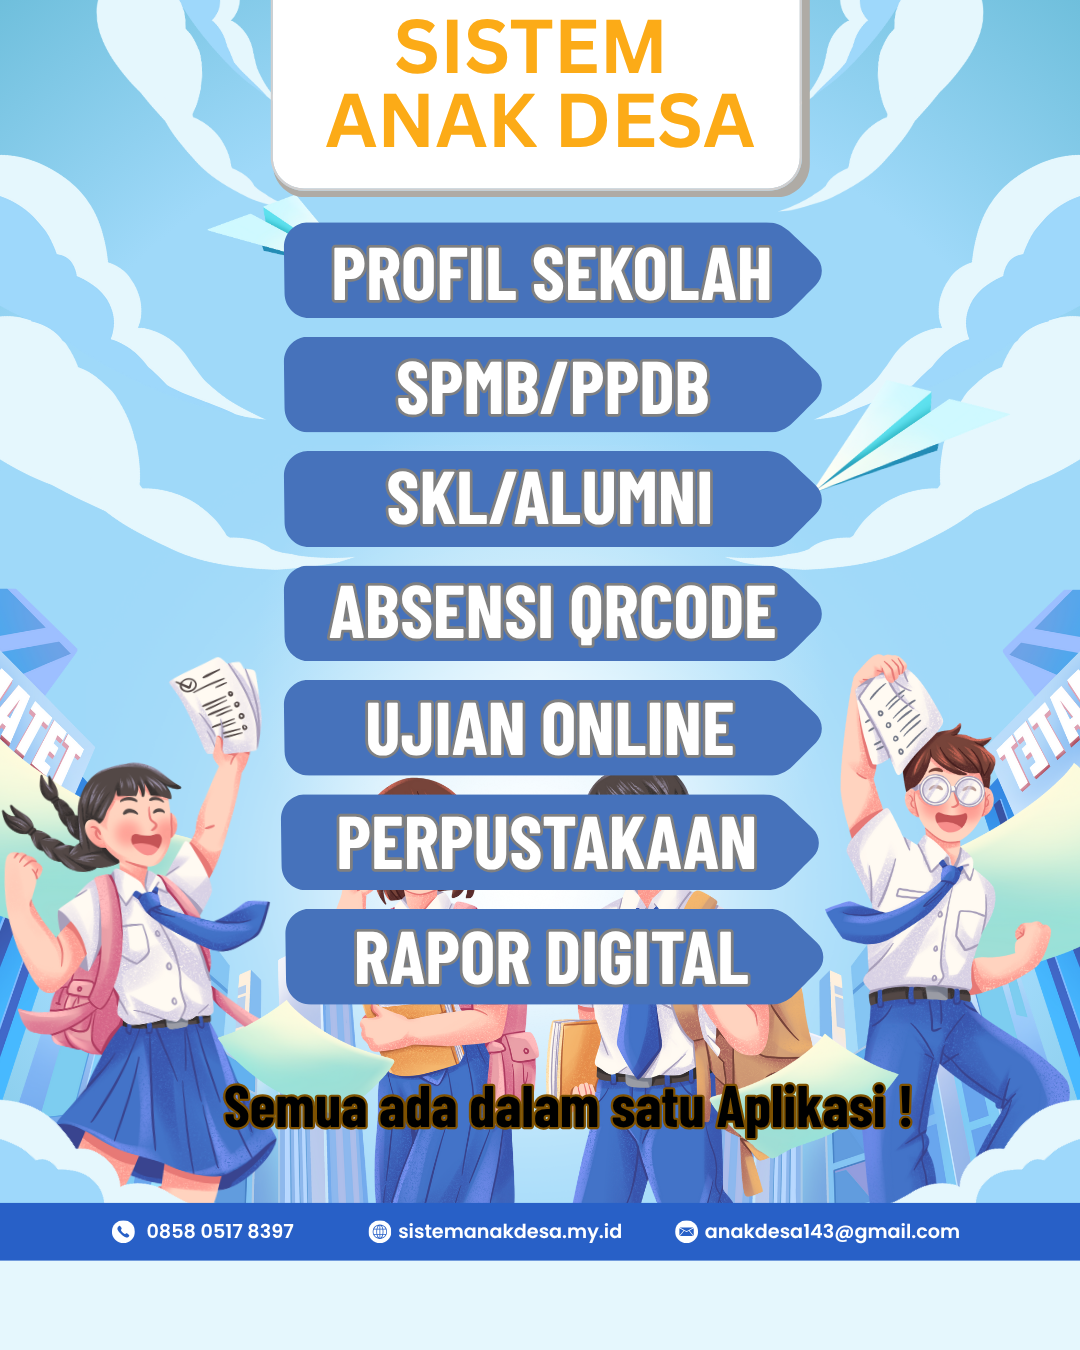 SISTEM
ANAK DESA
PROFIL SEKOLAH
SPMB/PPDB
SKL/ALUMNI
ABSENSI QRCODE
UJIAN ONLINE
PERPUSTAKAAN
RAPOR DIGITAL
Semua ada dalam satu Aplikasi !
0858 0517 8397
sistemanakdesa.my.id
anakdesa143@gmail.com